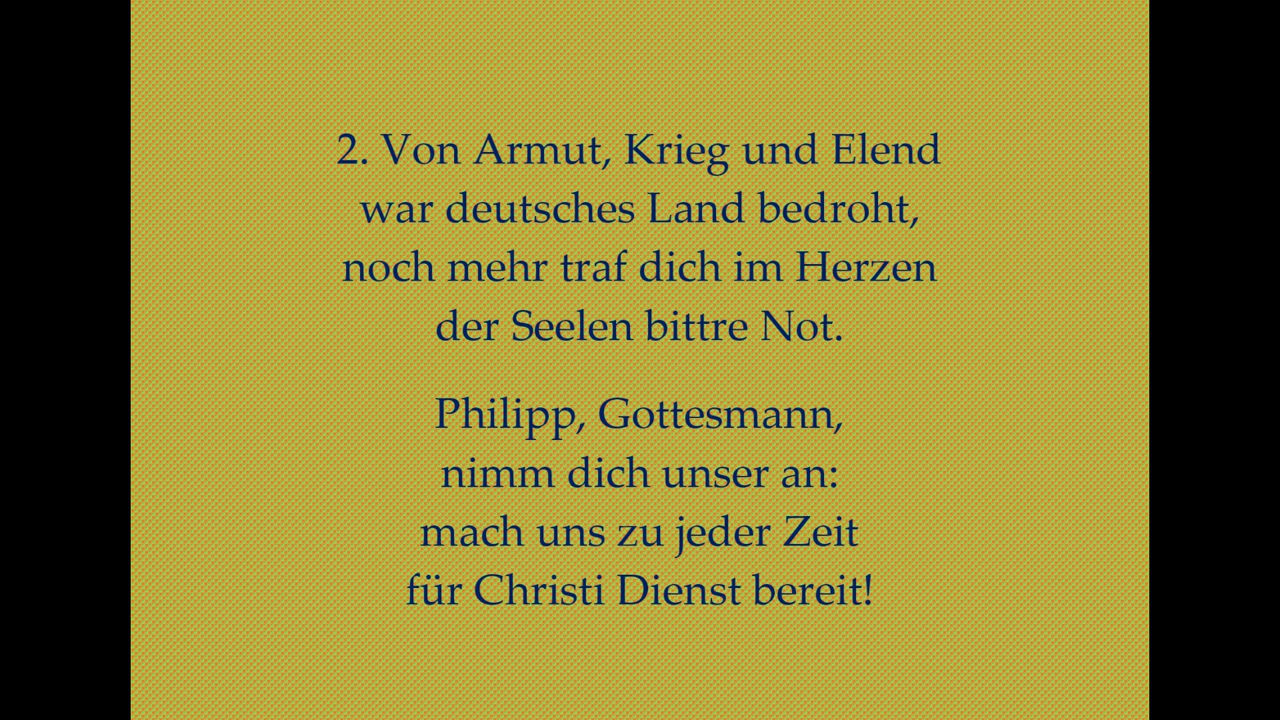 2. Von Armut, Krieg und Elend
war deutsches Land bedroht,
noch mehr traf dich im Herzen
der Seelen bittre Not.
Philipp, Gottesmann,
nimm dich unser an:
mach uns zu jeder Zeit
für Christi Dienst bereit!